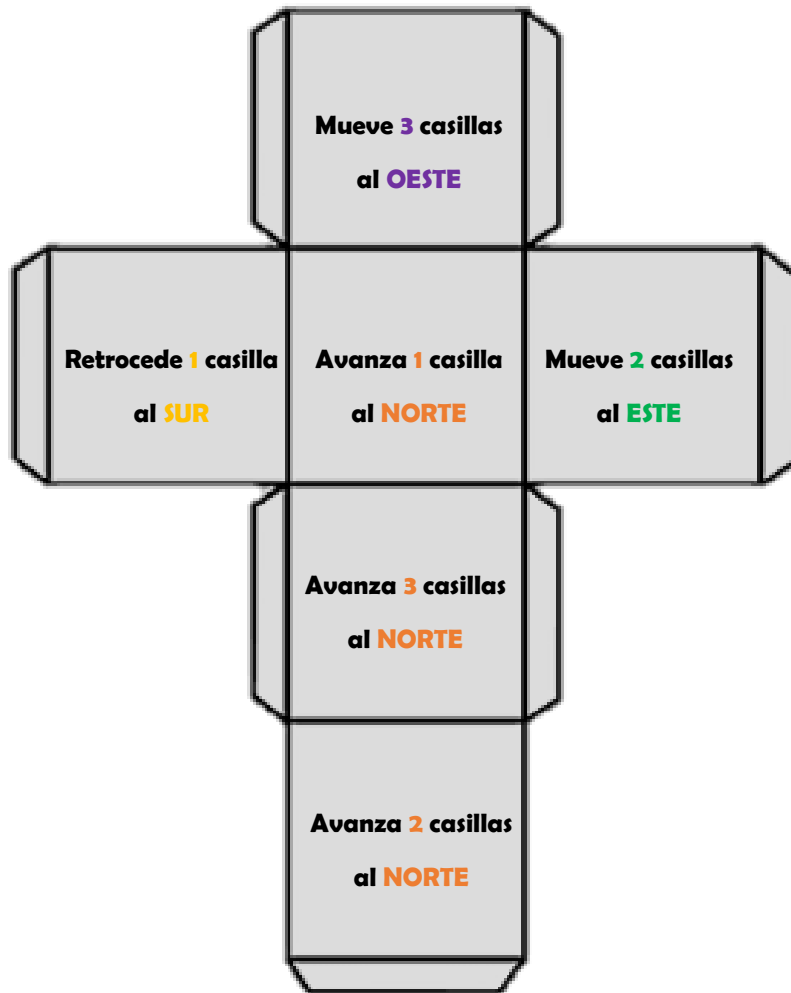 Mueve 3 casillas
al OESTE
Retrocede 1 casilla
al SUR
Avanza 1 casilla
al NORTE
Mueve 2 casillas
al ESTE
Avanza 3 casillas
al NORTE
Avanza 2 casillas
al NORTE